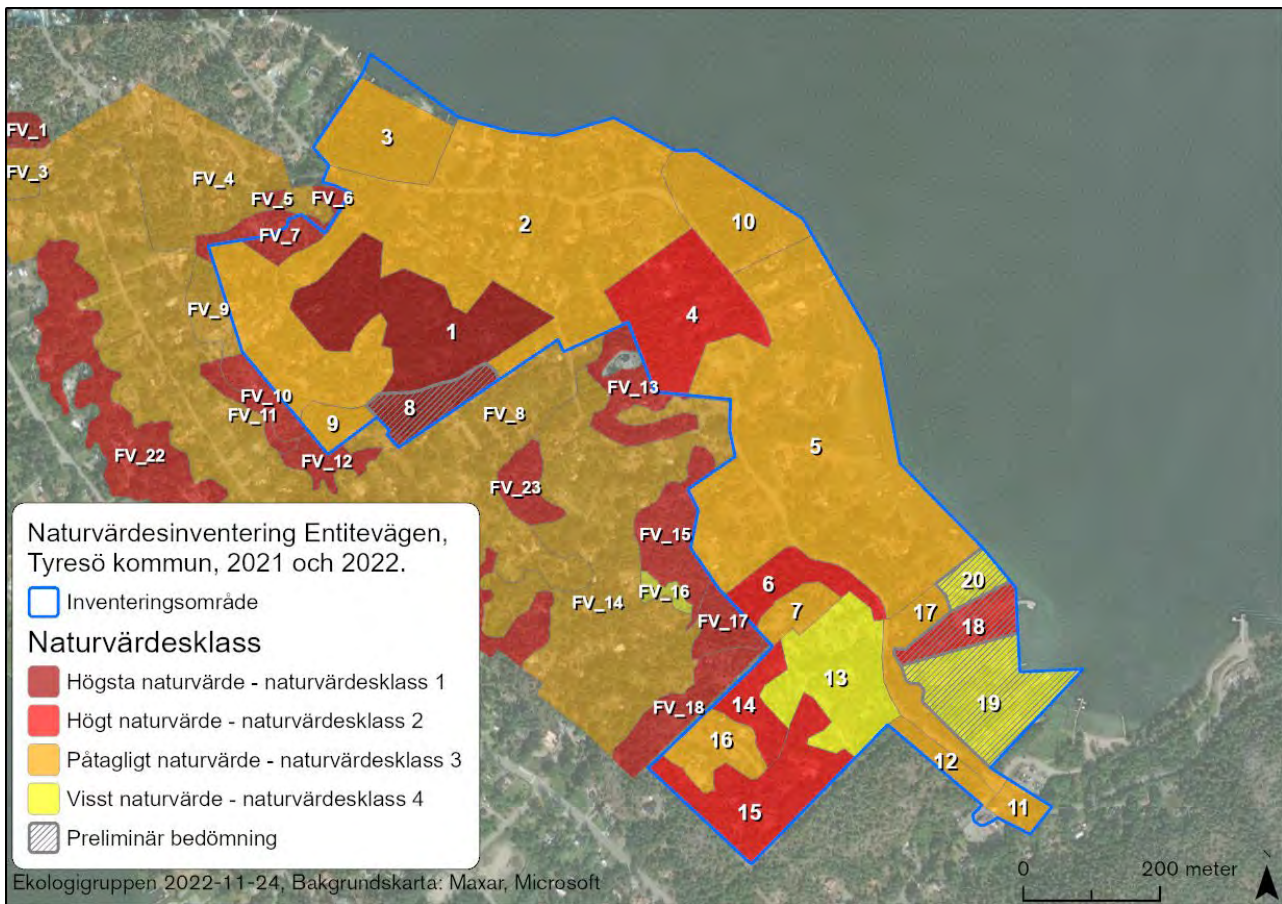 FV_1
3
FV_3
FV_4
FV_5
FV_6
2
10
FV_7
FV_9
4
1
FV_13
FV_10
8
FV_8
FV_11
9
5
FV_12
FV_22
FV_23
FV_15
Naturvärdesinventering Entitevägen,
Tyresö kommun, 2021 och 2022.
Inventeringsområde
Naturvärdesklass
Högsta naturvärde - naturvärdesklass 1
Högt naturvärde - naturvärdesklass 2
Påtagligt naturvärde - naturvärdesklass 3
Visst naturvärde - naturvärdesklass 4
Preliminär bedömning
6
20
FV_16
FV_14
7
17
FV_17
18
13
19
FV_18
14
16
12
15
11
Ekologigruppen 2022-11-24, Bakgrundskarta: Maxar, Microsoft
0 200 meter
N